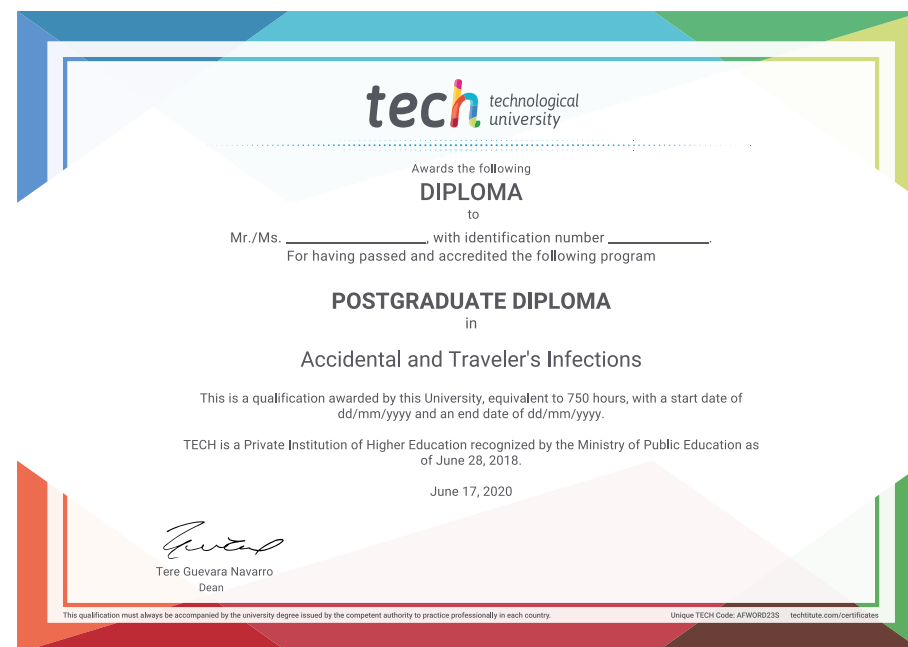 tech technological
university
Awards the following
DIPLOMA
to
Mr./Ms. ____________________, with identification number ______________.
For having passed and accredited the following program
POSTGRADUATE DIPLOMA
in
Accidental and Traveler's Infections
This is a qualification awarded by this University, equivalent to 750 hours, with a start date of
dd/mm/yyyy and an end date of dd/mm/yyyy.
TECH is a Private Institution of Higher Education recognized by the Ministry of Public Education as
of June 28, 2018.
June 17, 2020
Tere Guevara Navarro
Dean
This qualification must always be accompanied by the university degree issued by the competent authority to practice professionally in each country. Unique TECH Code: AFWORD23S techtitute.com/certificates